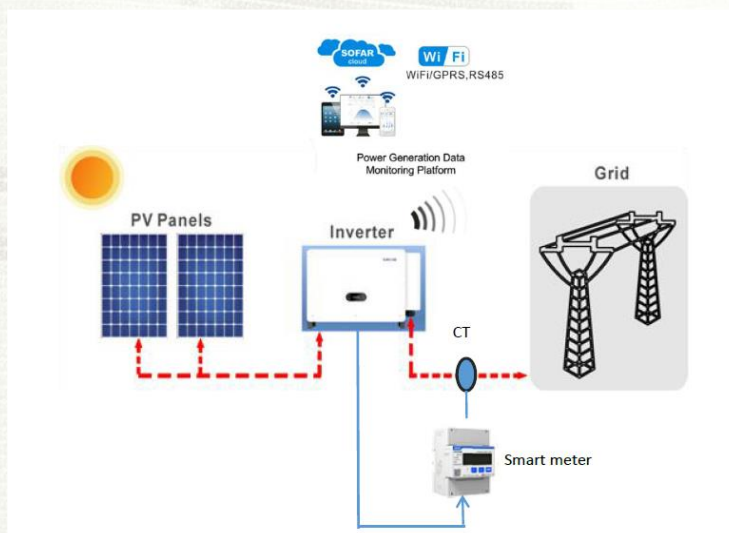 SOFAR
cloud
Wi Fi
WiFi/GPRS,RS485
Power Generation Data
Monitoring Platform
Grid
PV Panels
Inverter
CT
Smart meter